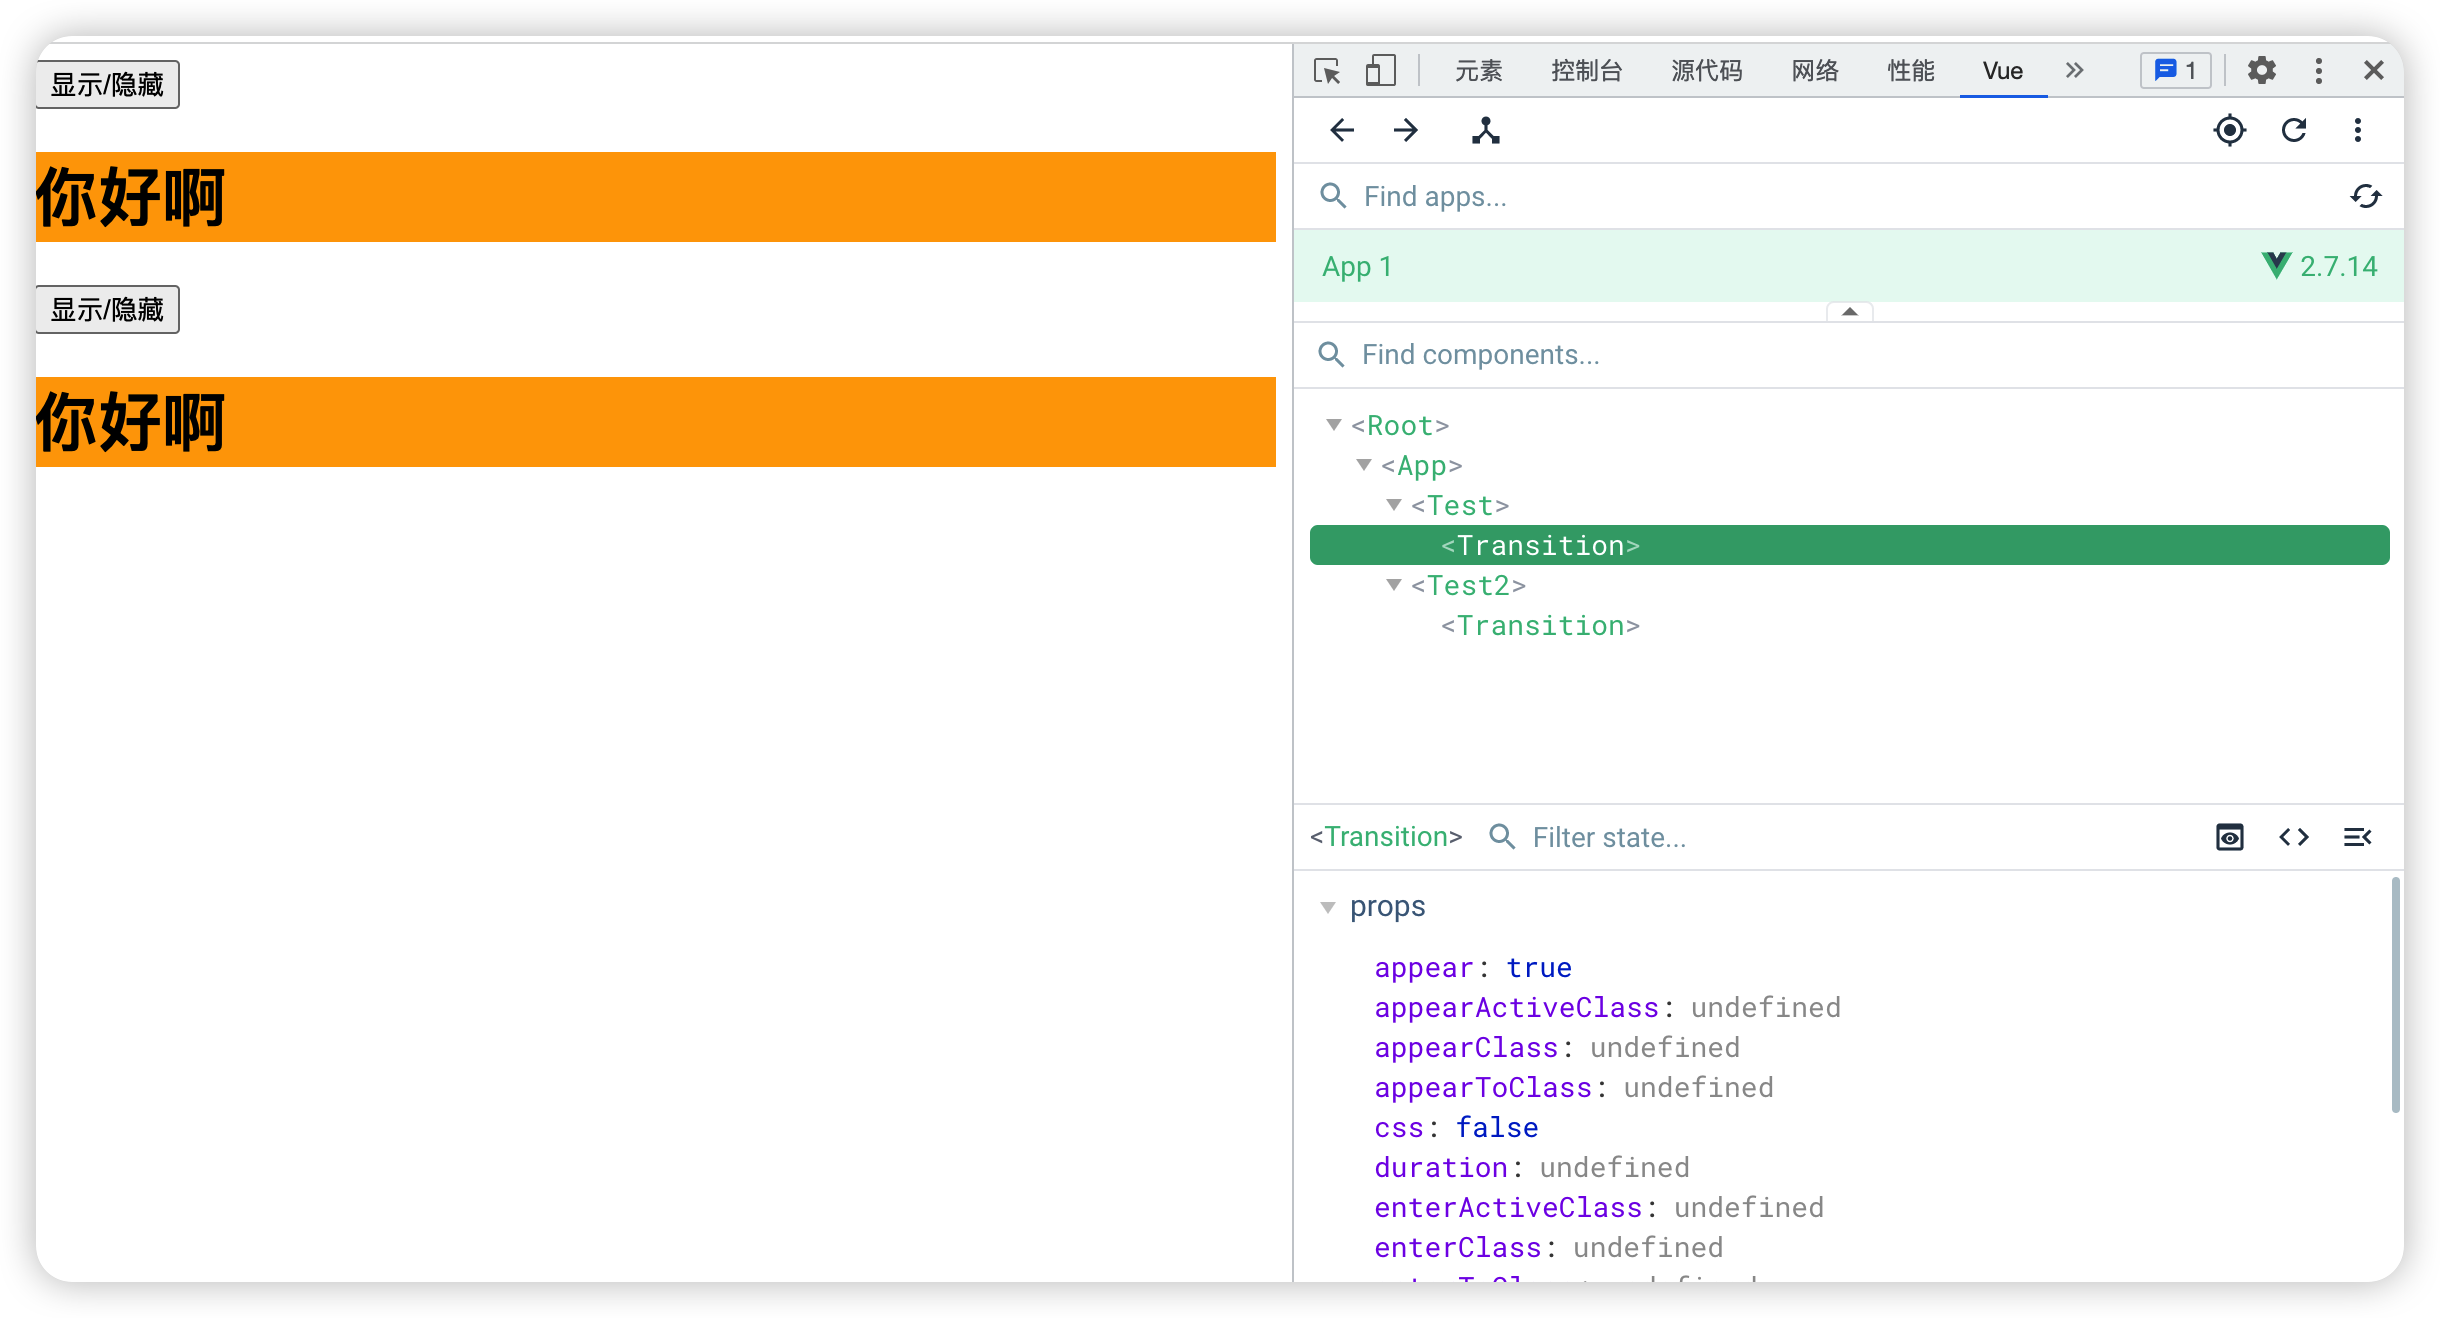 显示/隐藏
你好啊
显示/隐藏
你好啊
元素 控制台 源代码 网络 性能 Vue 1
Find apps...
App 1 2.7.14
Find components...
<Root>
<App>
<Test>
<Transition>
<Test2>
<Transition>
<Transition> Filter state...
props
appear: true
appearActiveClass: undefined
appearClass: undefined
appearToClass: undefined
css: false
duration: undefined
enterActiveClass: undefined
enterClass: undefined